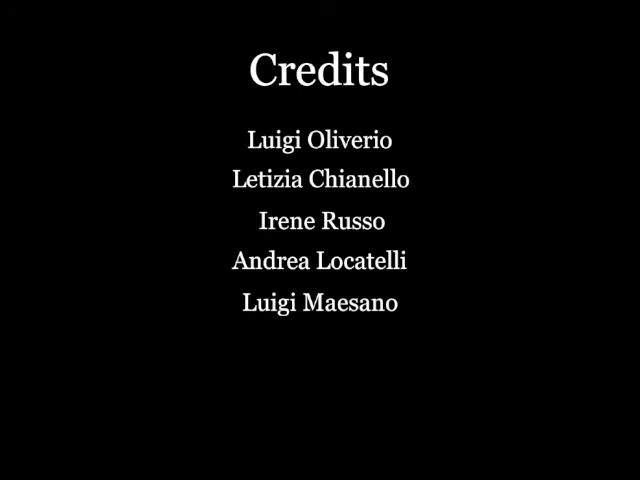 Credits
Luigi Oliverio
Letizia Chianello
Irene Russo
Andrea Locatelli
Luigi Maesano